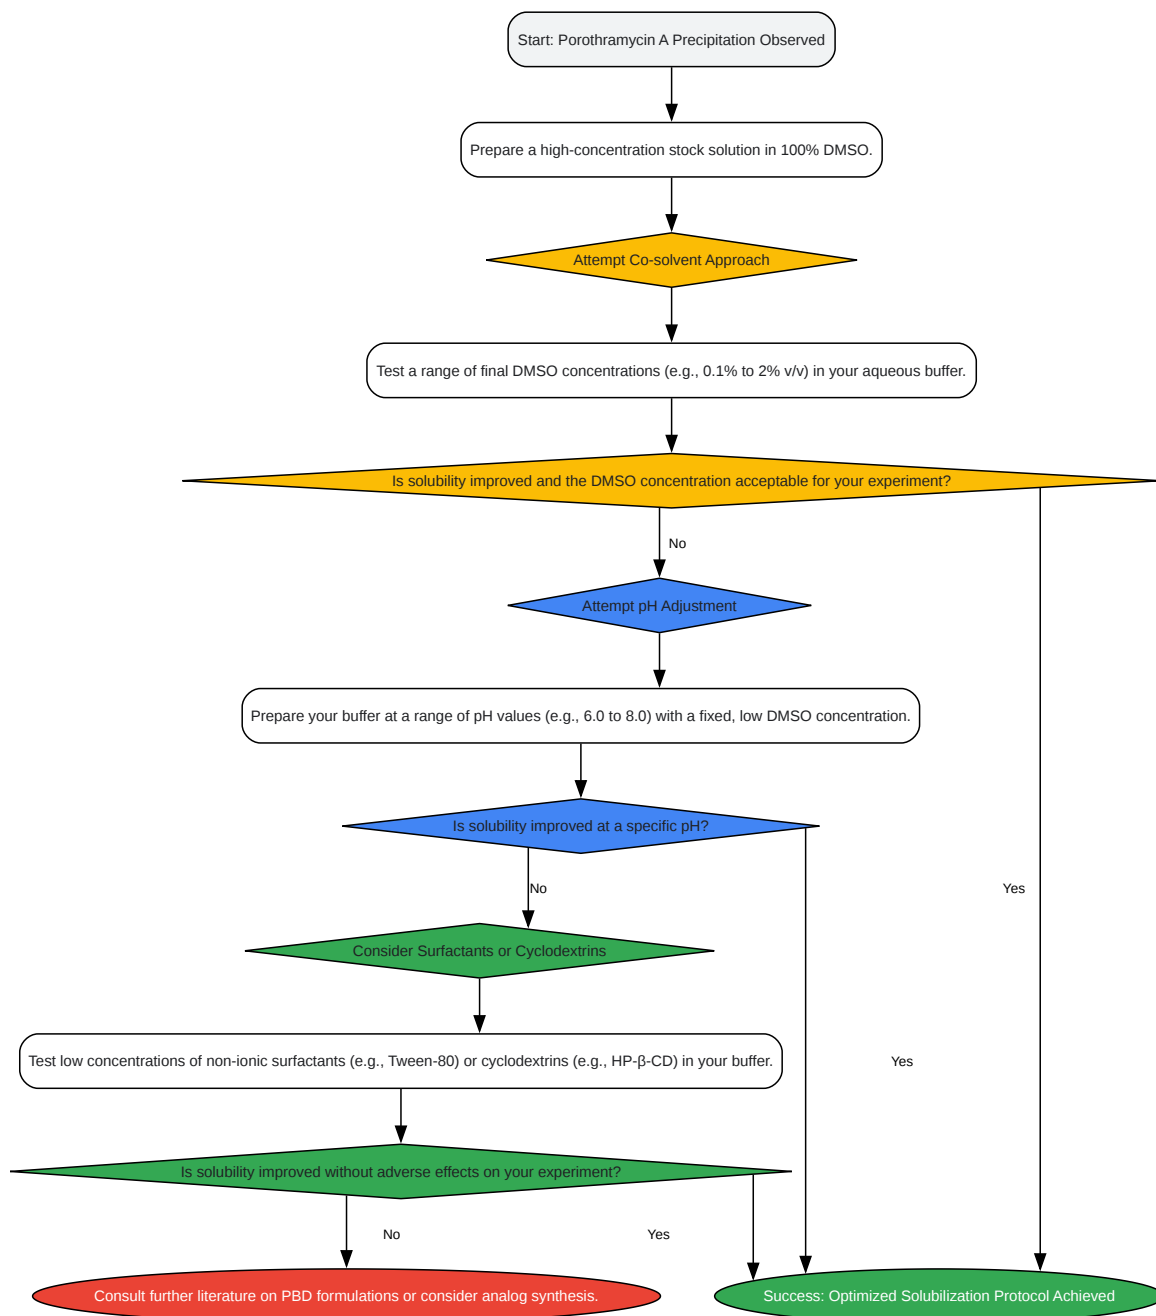 Start: Porothramycin A Precipitation Observed
Prepare a high-concentration stock solution in 100% DMSO.
Attempt Co-solvent Approach
Test a range of final DMSO concentrations (e.g., 0.1% to 2% v/v) in your aqueous buffer.
Is solubility improved and the DMSO concentration acceptable for your experiment?
No
Attempt pH Adjustment
Prepare your buffer at a range of pH values (e.g., 6.0 to 8.0) with a fixed, low DMSO concentration.
Is solubility improved at a specific pH?
No
Yes
Consider Surfactants or Cyclodextrins
Test low concentrations of non-ionic surfactants (e.g., Tween-80) or cyclodextrins (e.g., HP-β-CD) in your buffer.
Yes
Is solubility improved without adverse effects on your experiment?
No
Yes
Consult further literature on PBD formulations or consider analog synthesis.
Success: Optimized Solubilization Protocol Achieved